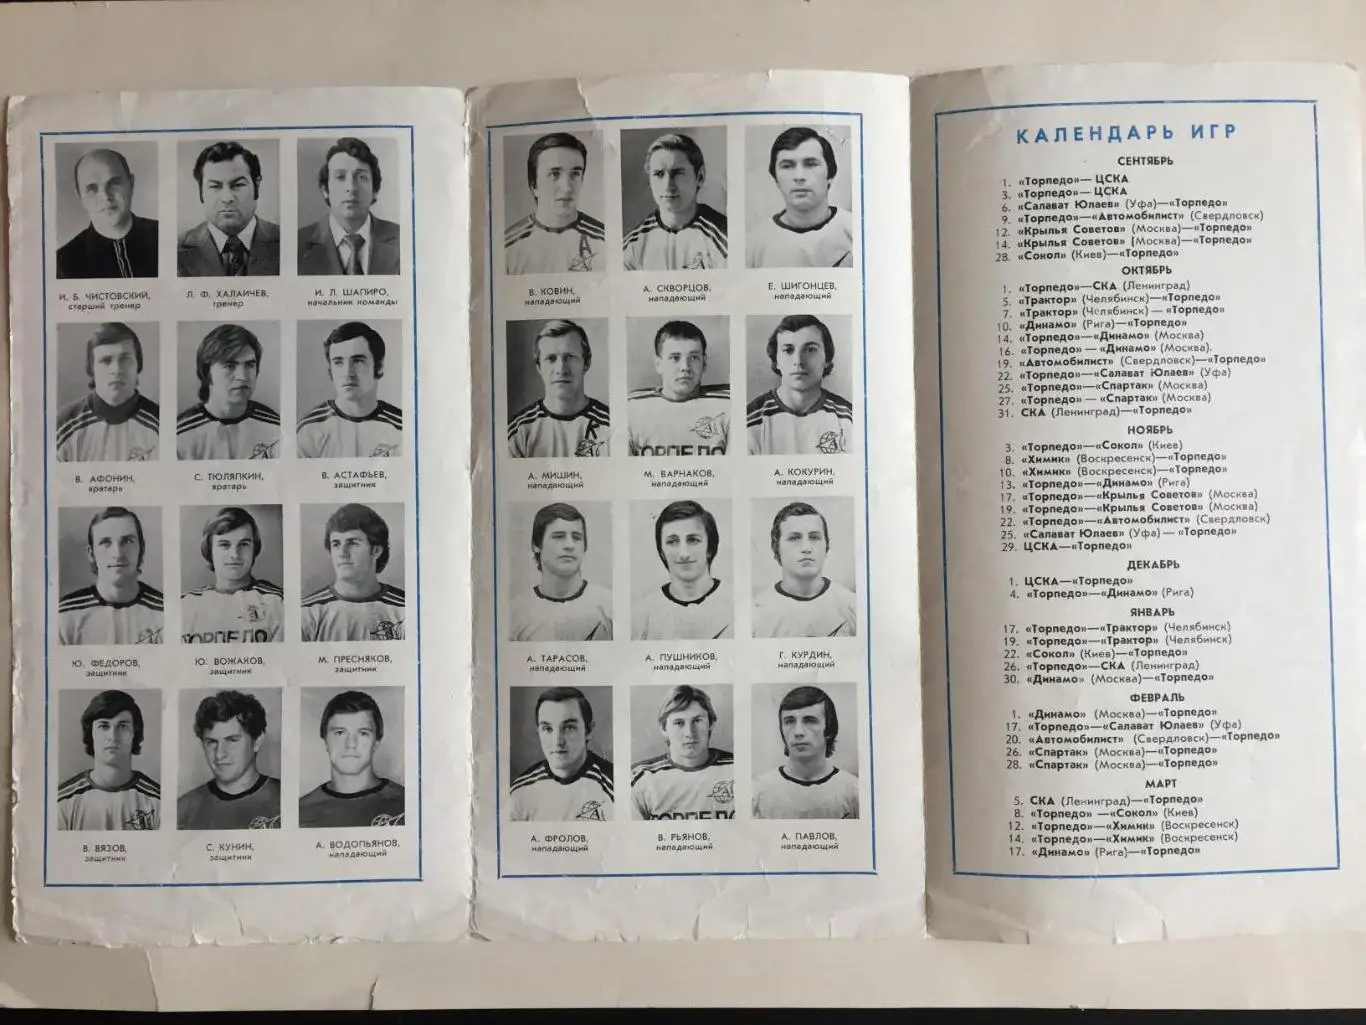 И. Б. ЧИСТОВСКИЙ,
старший тренер
Л. Ф. ХАЛАИЧЕВ,
тренер
И. Л. ШАПИРО,
начальник команды
В. АФОНИН,
вратарь
С. ТЮЛЯПКИН,
вратарь
В. АСТАФЬЕВ,
защитник
ТОРПЕДО
Ю. ФЕДОРОВ,
защитник
Ю. ВОЖАКОВ,
защитник
М. ПРЕСНЯКОВ,
защитник
В. ВЯЗОВ,
защитник
С. КУНИН,
защитник
А. ВОДОПЬЯНОВ,
нападающий
В. КОВИН,
нападающий
А. СКВОРЦОВ,
нападающий
Е. ШИГОНЦЕВ,
нападающий
К
ТОРПЕДО
А. МИШИН,
нападающий
М. ВАРНАКОВ,
нападающий
А. КОКУРИН,
нападающий
А. ТАРАСОВ,
нападающий
А. ПУШНИКОВ,
нападающий
Г. КУРДИН,
нападающий
А. ФРОЛОВ,
нападающий
В. РЬЯНОВ,
нападающий
А. ПАВЛОВ,
нападающий
КАЛЕНДАРЬ ИГР
СЕНТЯБРЬ
1. «Торпедо»—ЦСКА
3. «Торпедо»—ЦСКА
6. «Салават Юлаев» (Уфа)—«Торпедо»
9. «Торпедо»—«Автомобилист» (Свердловск)
12. «Крылья Советов» (Москва)—«Торпедо»
14. «Крылья Советов» (Москва)—«Торпедо»
28. «Сокол» (Киев)—«Торпедо»
ОКТЯБРЬ
1. «Торпедо»—СКА (Ленинград)
5. «Трактор» (Челябинск)—«Торпедо»
7. «Трактор» (Челябинск) — «Торпедо»
10. «Динамо» (Рига)—«Торпедо»
14. «Торпедо»—«Динамо» (Москва)
16. «Торпедо» — «Динамо» (Москва).
19. «Автомобилист» (Свердловск)—«Торпедо»
22. «Торпедо»—«Салават Юлаев» (Уфа)
25. «Торпедо»—«Спартак» (Москва)
27. «Торпедо» — «Спартак» (Москва)
31. СКА (Ленинград)—«Торпедо»
НОЯБРЬ
3. «Торпедо»—«Сокол» (Киев)
8. «Химик» (Воскресенск)—«Торпедо»
10. «Химик» (Воскресенск)—«Торпедо»
13. «Торпедо»—«Динамо» (Рига)
17. «Торпедо»—«Крылья Советов» (Москва)
19. «Торпедо»—«Крылья Советов» (Москва)
22. «Торпедо»—«Автомобилист» (Свердловск)
25. «Салават Юлаев» (Уфа) — «Торпедо»
29. ЦСКА—«Торпедо»
ДЕКАБРЬ
1. ЦСКА—«Торпедо»
4. «Торпедо»—«Динамо» (Рига)
ЯНВАРЬ
17. «Торпедо»—«Трактор» (Челябинск)
19. «Торпедо»—«Трактор» (Челябинск)
22. «Сокол» (Киев)—«Торпедо»
26. «Торпедо»—СКА (Ленинград)
30. «Динамо» (Москва)—«Торпедо»
ФЕВРАЛЬ
1. «Динамо» (Москва)—«Торпедо»
17. «Торпедо»—«Салават Юлаев» (Уфа)
20. «Автомобилист» (Свердловск)—«Торпедо»
26. «Спартак» (Москва)—«Торпедо»
28. «Спартак» (Москва)—«Торпедо»
МАРТ
5. СКА (Ленинград)—«Торпедо»
8. «Торпедо» —«Сокол» (Киев)
12. «Торпедо»—«Химик» (Воскресенск)
14. «Торпедо»—«Химик» (Воскресенск)
17. «Динамо» (Рига)—«Торпедо»